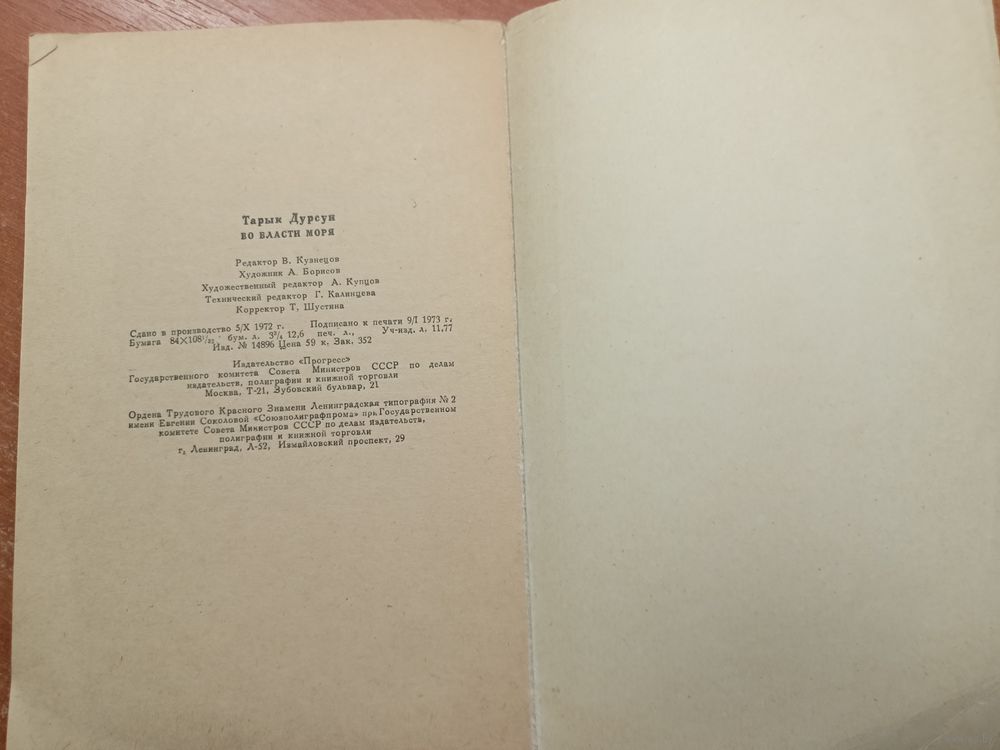 Тарык Дурсун
ВО ВЛАСТИ МОРЯ
Редактор В. Кузнецов
Художник А. Борисов
Художественный редактор А. Купцов
Технический редактор Г. Калинцева
Корректор Т. Шустина
Сдано в производство 5/X 1972 г. Подписано к печати 9/I 1973 г.
Бумага 84×108¹/₃₂, бум. л. 3³/₄ 12,6 печ. л., Уч-изд. л. 11,77
Изд. № 14896 Цена 59 к. Зак. 352
Издательство «Прогресс»
Государственного комитета Совета Министров СССР по делам
издательств, полиграфии и книжной торговли
Москва, Т-21, Зубовский бульвар, 21
Ордена Трудового Красного Знамени Ленинградская типография № 2
имени Евгении Соколовой «Союзполиграфпрома» при Государственном
комитете Совета Министров СССР по делам издательств,
полиграфии и книжной торговли
г. Ленинград, Л-52, Измайловский проспект, 29